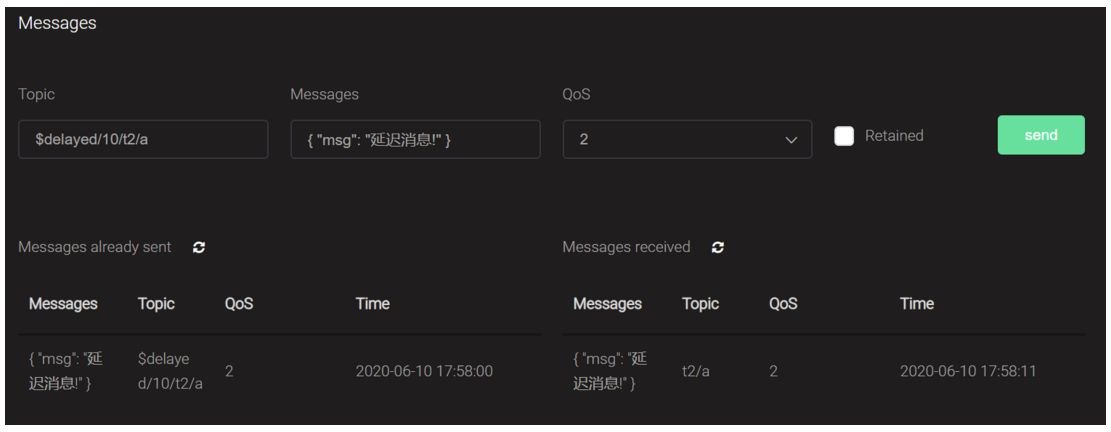 Messages
Topic
Messages
QoS
$delayed/10/t2/a
{ "msg": "延迟消息!" }
2
Retained
send
Messages already sent
Messages received
Messages Topic QoS Time
Messages Topic QoS Time
{ "msg": "延
迟消息!" }
$delaye
d/10/t2/a
2
2020-06-10 17:58:00
{ "msg": "延
迟消息!" }
t2/a
2
2020-06-10 17:58:11